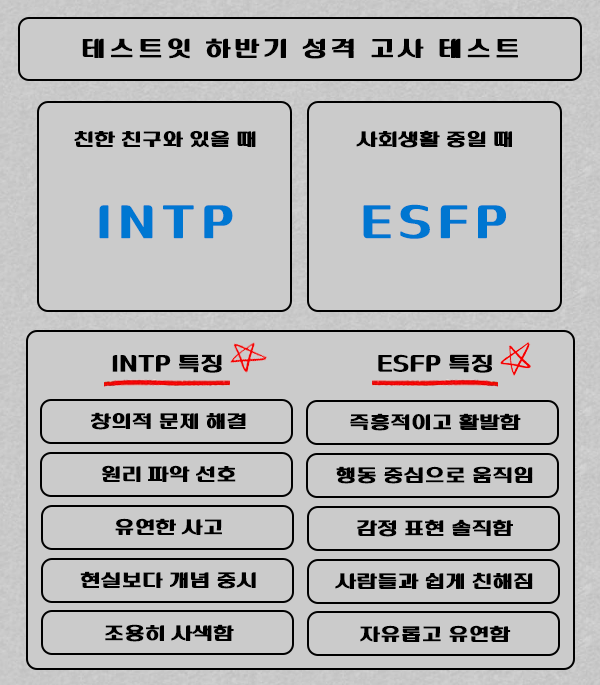 테스트잇 하반기 성격 고사 테스트
친한 친구와 있을 때
INTP
사회생활 중일 때
ESFP
INTP 특징
창의적 문제 해결
원리 파악 선호
유연한 사고
현실보다 개념 중시
조용히 사색함
ESFP 특징
즉흥적이고 활발함
행동 중심으로 움직임
감정 표현 솔직함
사람들과 쉽게 친해짐
자유롭고 유연함